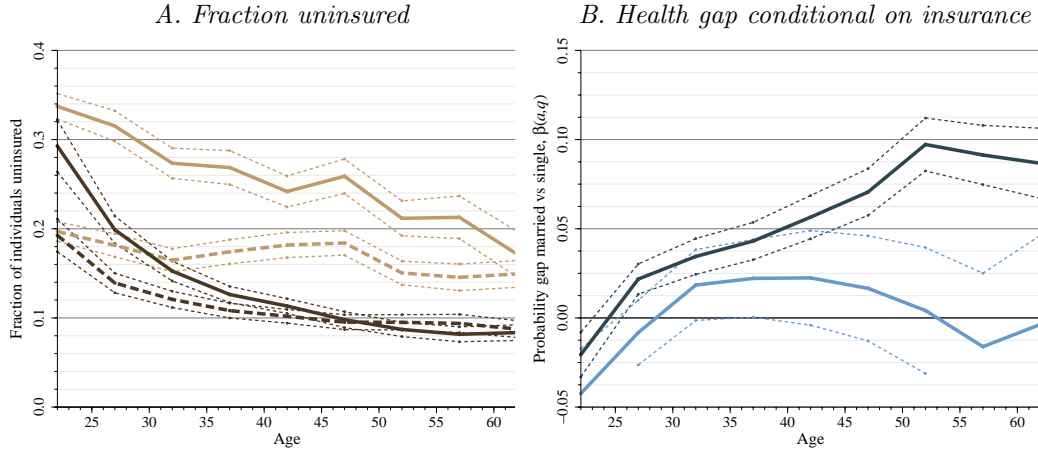 A. Fraction uninsured
B. Health gap conditional on insurance
Fraction of individuals uninsured
0.4
0.3
0.2
0.1
0.0
25 30 35 40 45 50 55 60
Age
Probability gap married vs single, β(a,q)
0.15
0.10
0.05
0.00
−0.05
25 30 35 40 45 50 55 60
Age